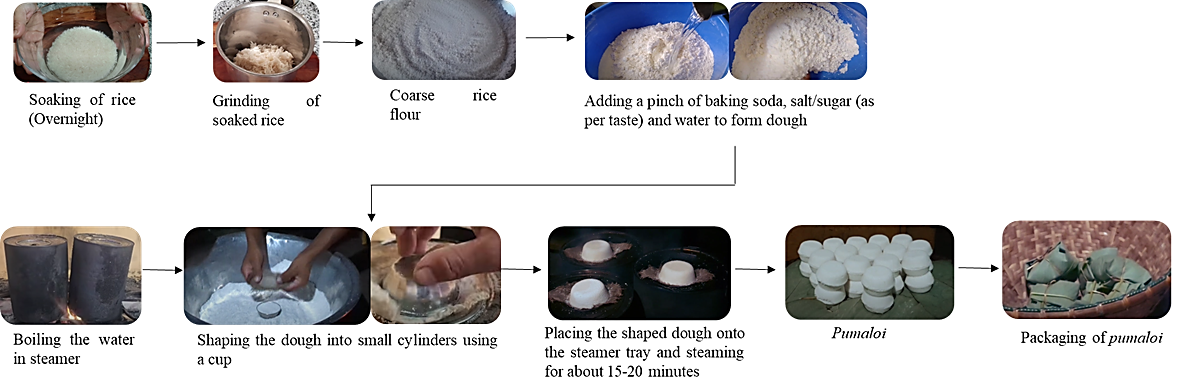 Soaking of rice
(Overnight)
Grinding of
soaked rice
Coarse rice
flour
Adding a pinch of baking soda, salt/sugar (as
per taste) and water to form dough
Boiling the water
in steamer
Shaping the dough into small cylinders using
a cup
Placing the shaped dough onto
the steamer tray and steaming
for about 15-20 minutes
Pumaloi
Packaging of pumaloi